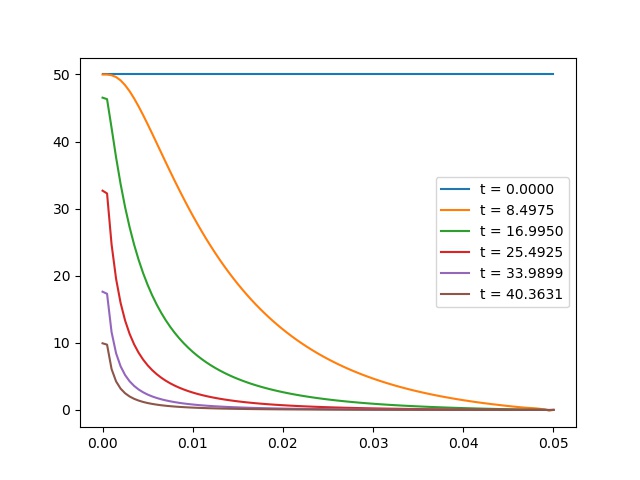 50
40
30
20
10
0
0.00 0.01 0.02 0.03 0.04 0.05
t = 0.0000
t = 8.4975
t = 16.9950
t = 25.4925
t = 33.9899
t = 40.3631